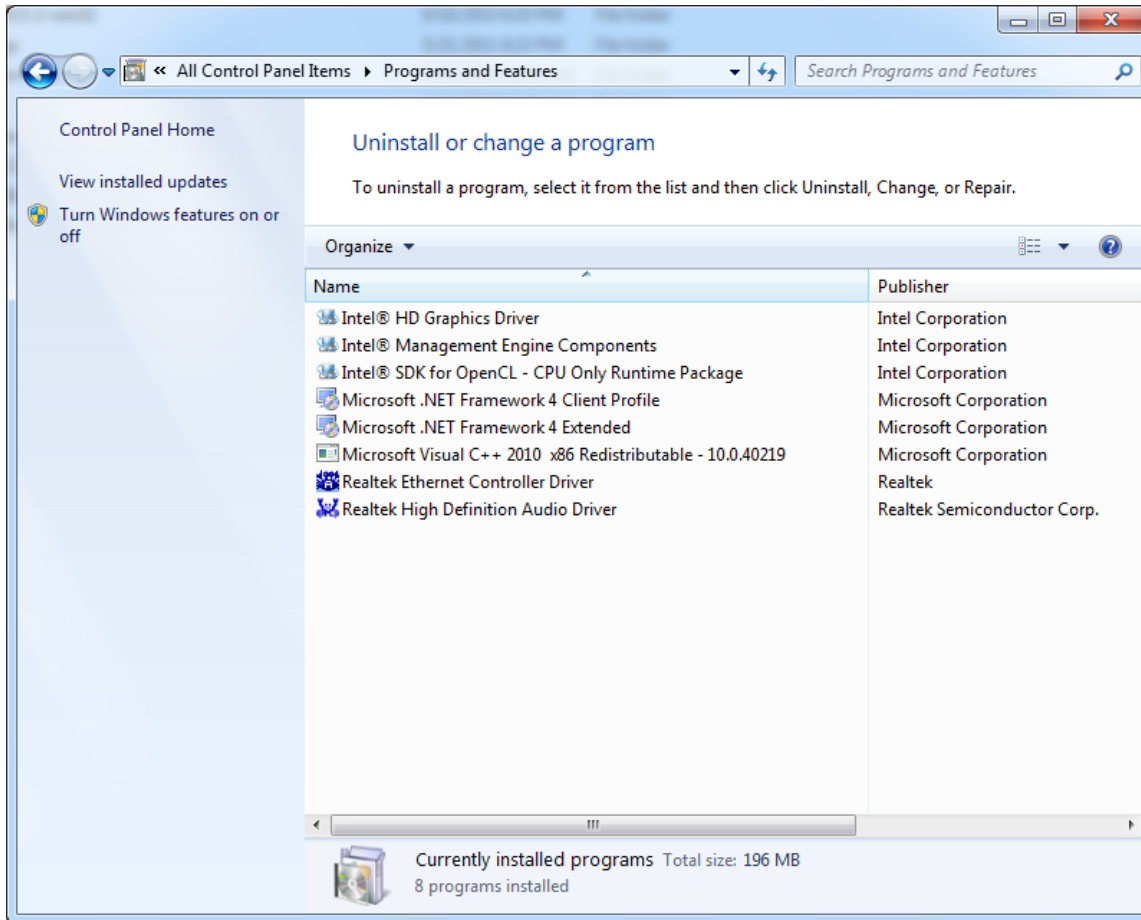 « All Control Panel Items ▸ Programs and Features
Search Programs and Features
Control Panel Home
View installed updates
Turn Windows features on or
off
Uninstall or change a program
To uninstall a program, select it from the list and then click Uninstall, Change, or Repair.
Organize
Name Publisher
Intel® HD Graphics Driver Intel Corporation
Intel® Management Engine Components Intel Corporation
Intel® SDK for OpenCL - CPU Only Runtime Package Intel Corporation
Microsoft .NET Framework 4 Client Profile Microsoft Corporation
Microsoft .NET Framework 4 Extended Microsoft Corporation
Microsoft Visual C++ 2010  x86 Redistributable - 10.0.40219 Microsoft Corporation
Realtek Ethernet Controller Driver Realtek
Realtek High Definition Audio Driver Realtek Semiconductor Corp.
Currently installed programs Total size: 196 MB
8 programs installed